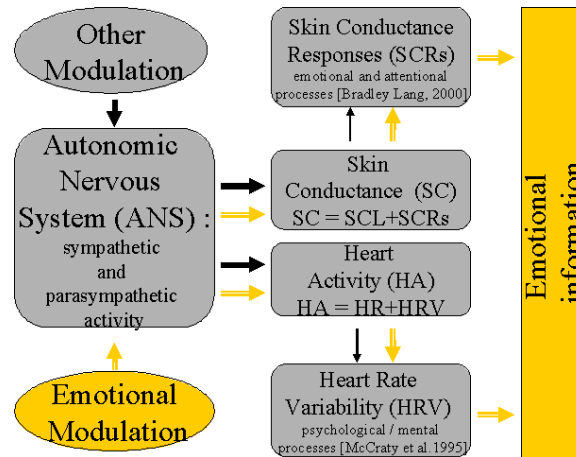 Other
Modulation
Autonomic
Nervous
System (ANS) :
sympathetic
and
parasympathetic
activity
Emotional
Modulation
Skin Conductance
Responses (SCRs)
emotional and attentional
processes [Bradley Lang, 2000]
Skin
Conductance (SC)
SC = SCL+SCRs
Heart
Activity (HA)
HA = HR+HRV
Heart Rate
Variability (HRV)
psychological / mental
processes [McCraty et al.1995]
Emotional
information